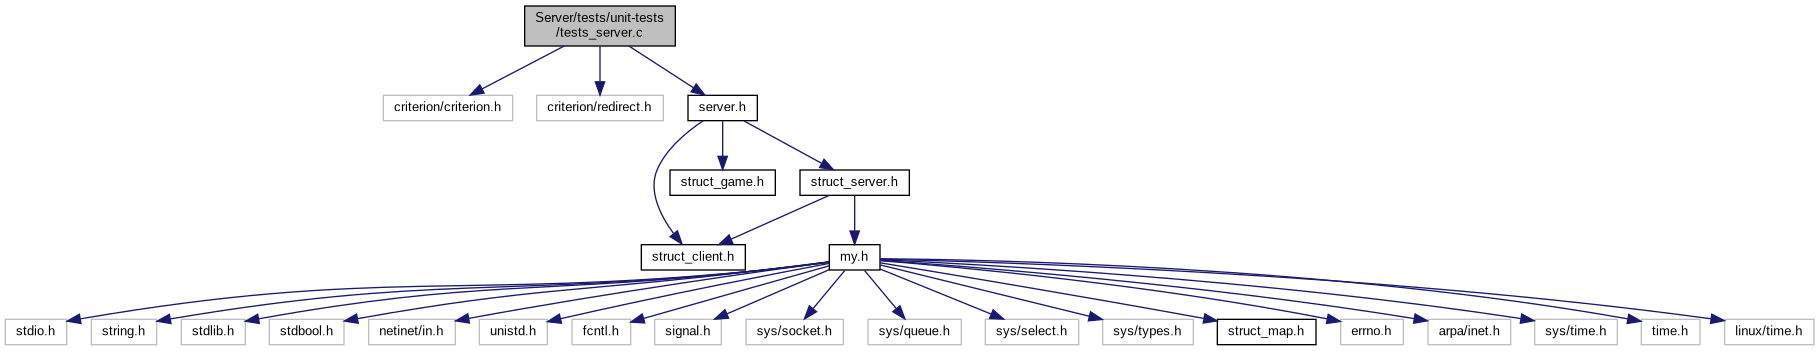 Server/tests/unit-tests
/tests_server.c
criterion/criterion.h
criterion/redirect.h
server.h
struct_game.h
struct_server.h
struct_client.h
my.h
stdio.h
string.h
stdlib.h
stdbool.h
netinet/in.h
unistd.h
fcntl.h
signal.h
sys/socket.h
sys/queue.h
sys/select.h
sys/types.h
struct_map.h
errno.h
arpa/inet.h
sys/time.h
time.h
linux/time.h